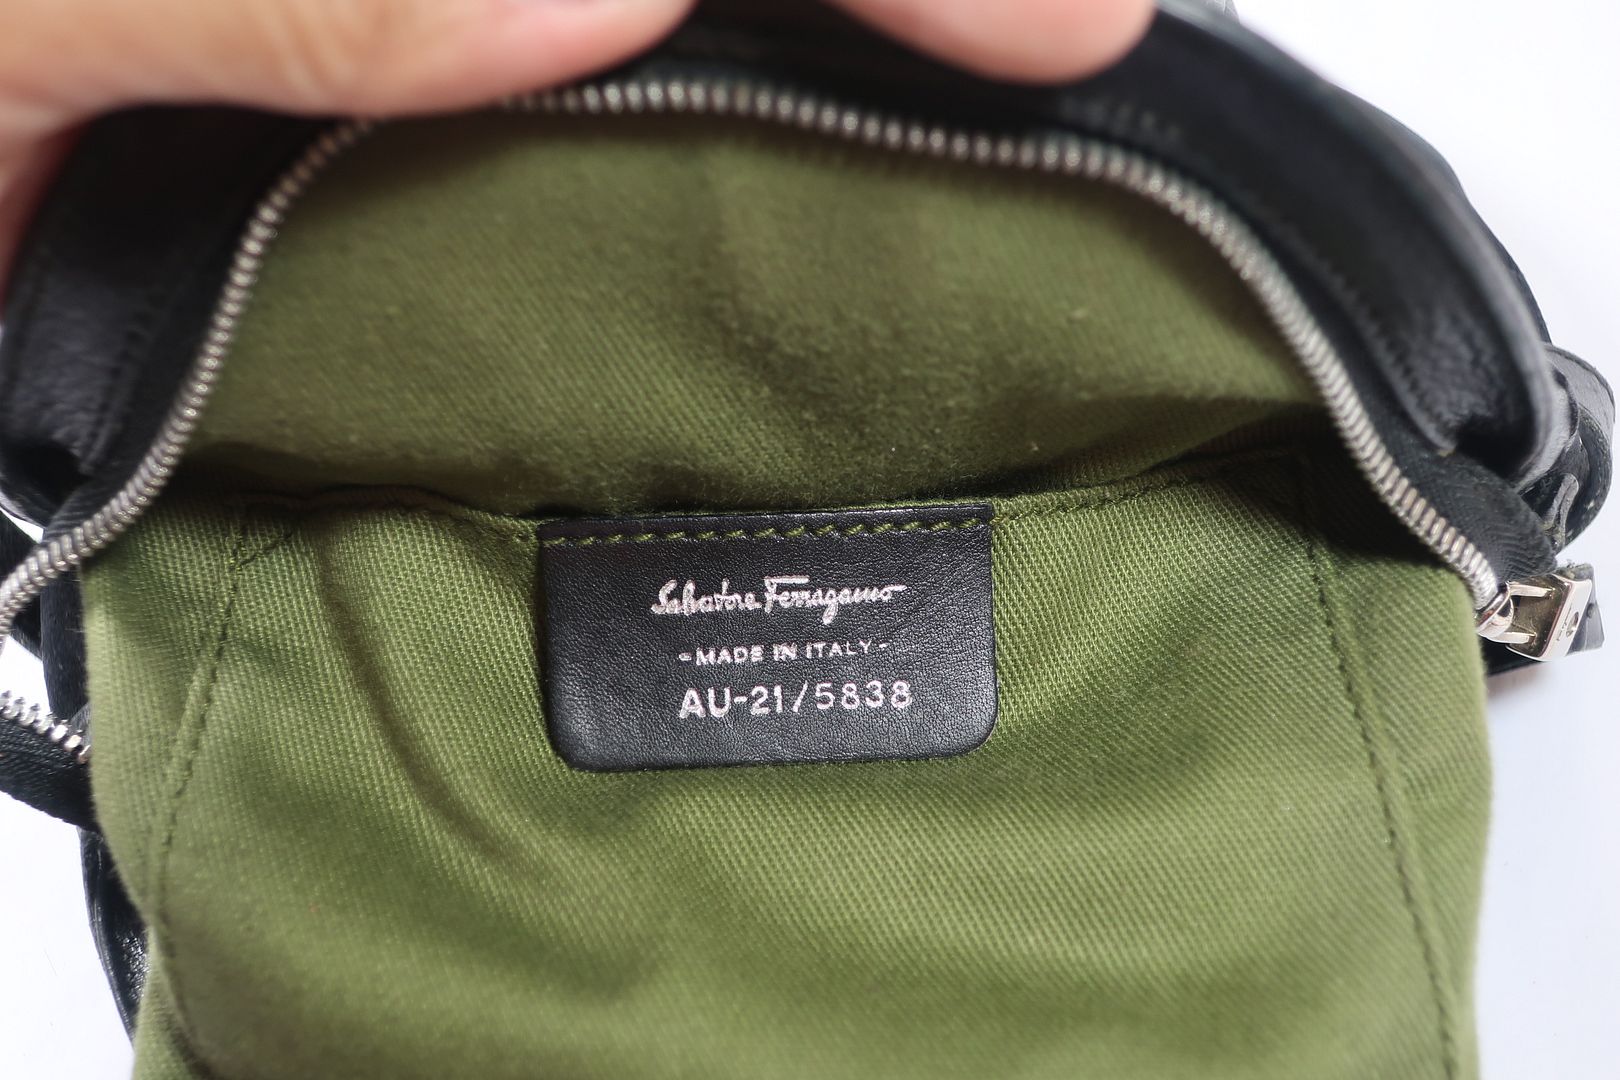 Salvatore Ferragamo
-MADE IN ITALY-
AU-21/5838